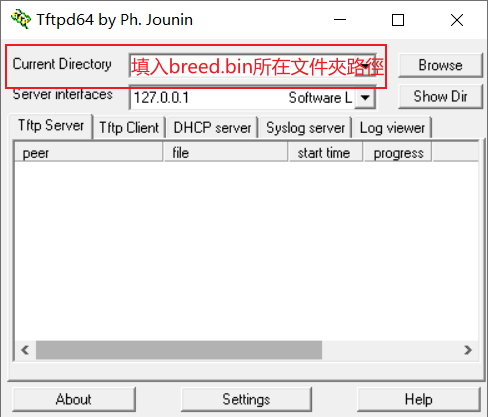 Tftpd64 by Ph. Jounin
Current Directory 填入breed.bin所在文件夾路徑 Browse
Server interfaces 127.0.0.1 Software L Show Dir
Tftp Server Tftp Client DHCP server Syslog server Log viewer
peer file start time progress
About Settings Help